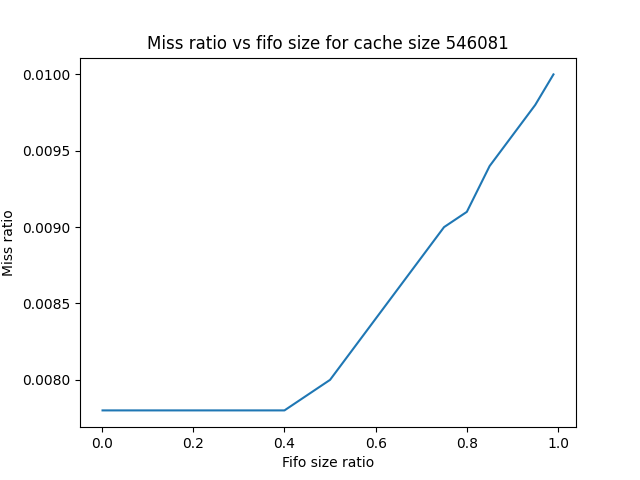 Miss ratio vs fifo size for cache size 546081
0.0100
0.0095
0.0090
0.0085
0.0080
Miss ratio
0.0 0.2 0.4 0.6 0.8 1.0
Fifo size ratio